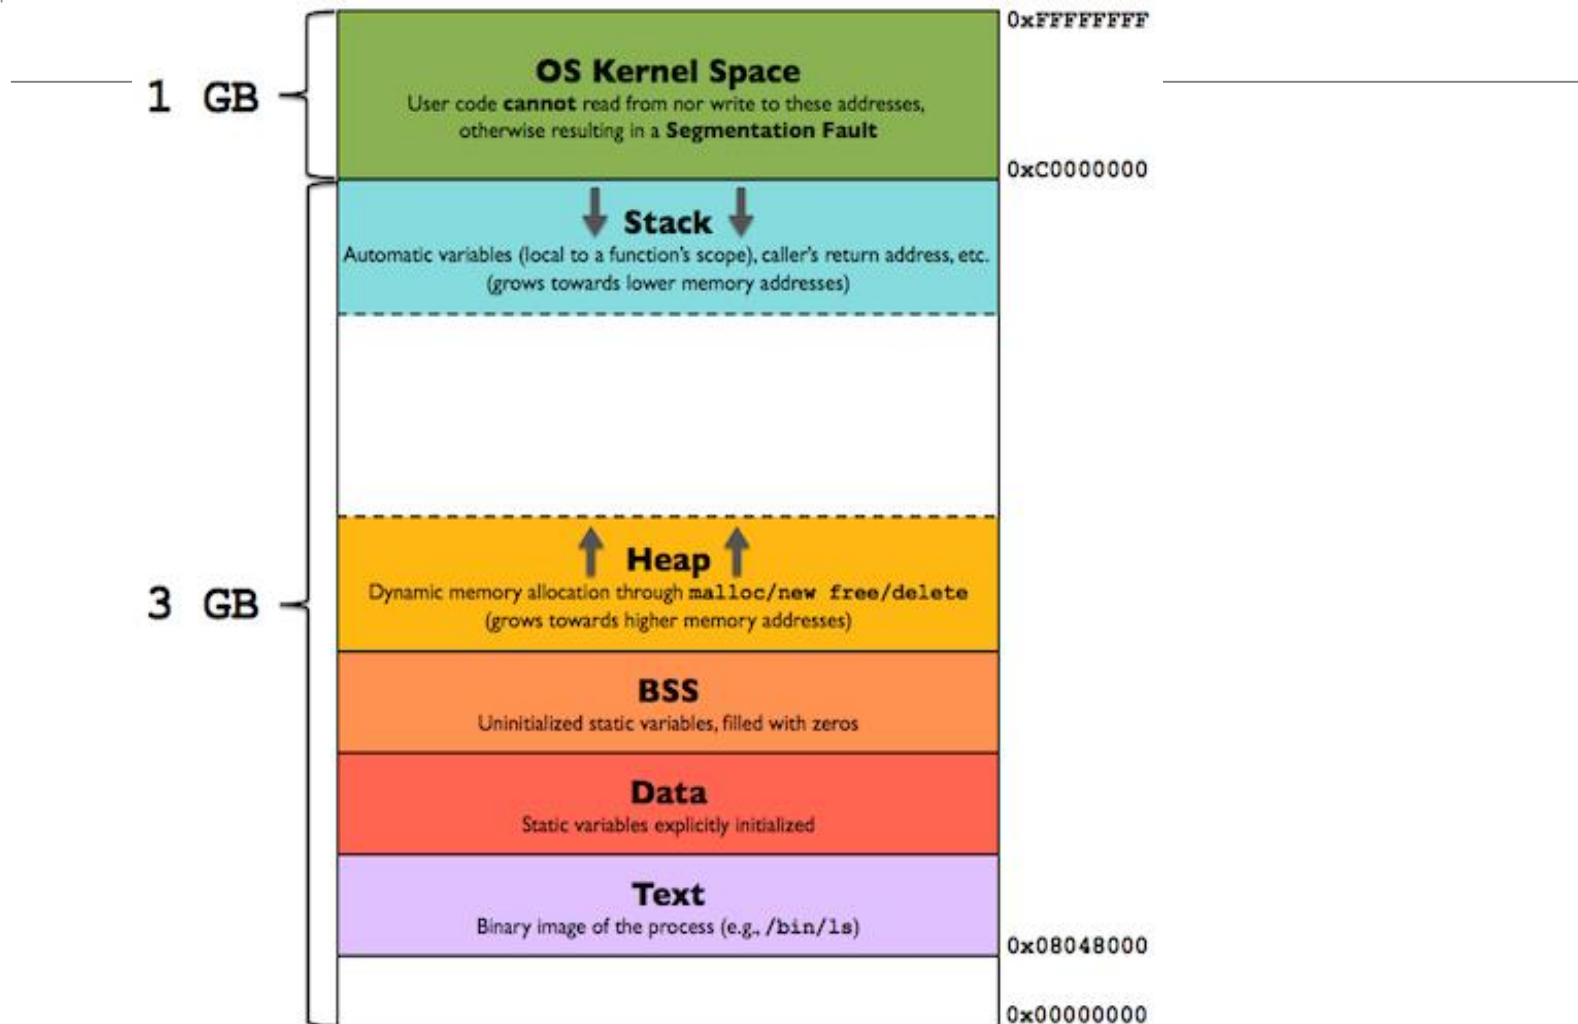 0xFFFFFFFF
OS Kernel Space
1 GB
User code cannot read from nor write to these addresses,
otherwise resulting in a Segmentation Fault
0xC0000000
Stack
Automatic variables (local to a function's scope), caller's return address, etc.
(grows towards lower memory addresses)
Heap
Dynamic memory allocation through malloc/new free/delete
3 GB
(grows towards higher memory addresses)
BSS
Uninitialized static variables, filled with zeros
Data
Static variables explicitly initialized
Text
Binary image of the process (e.g., /bin/ls)
0x08048000
0x00000000